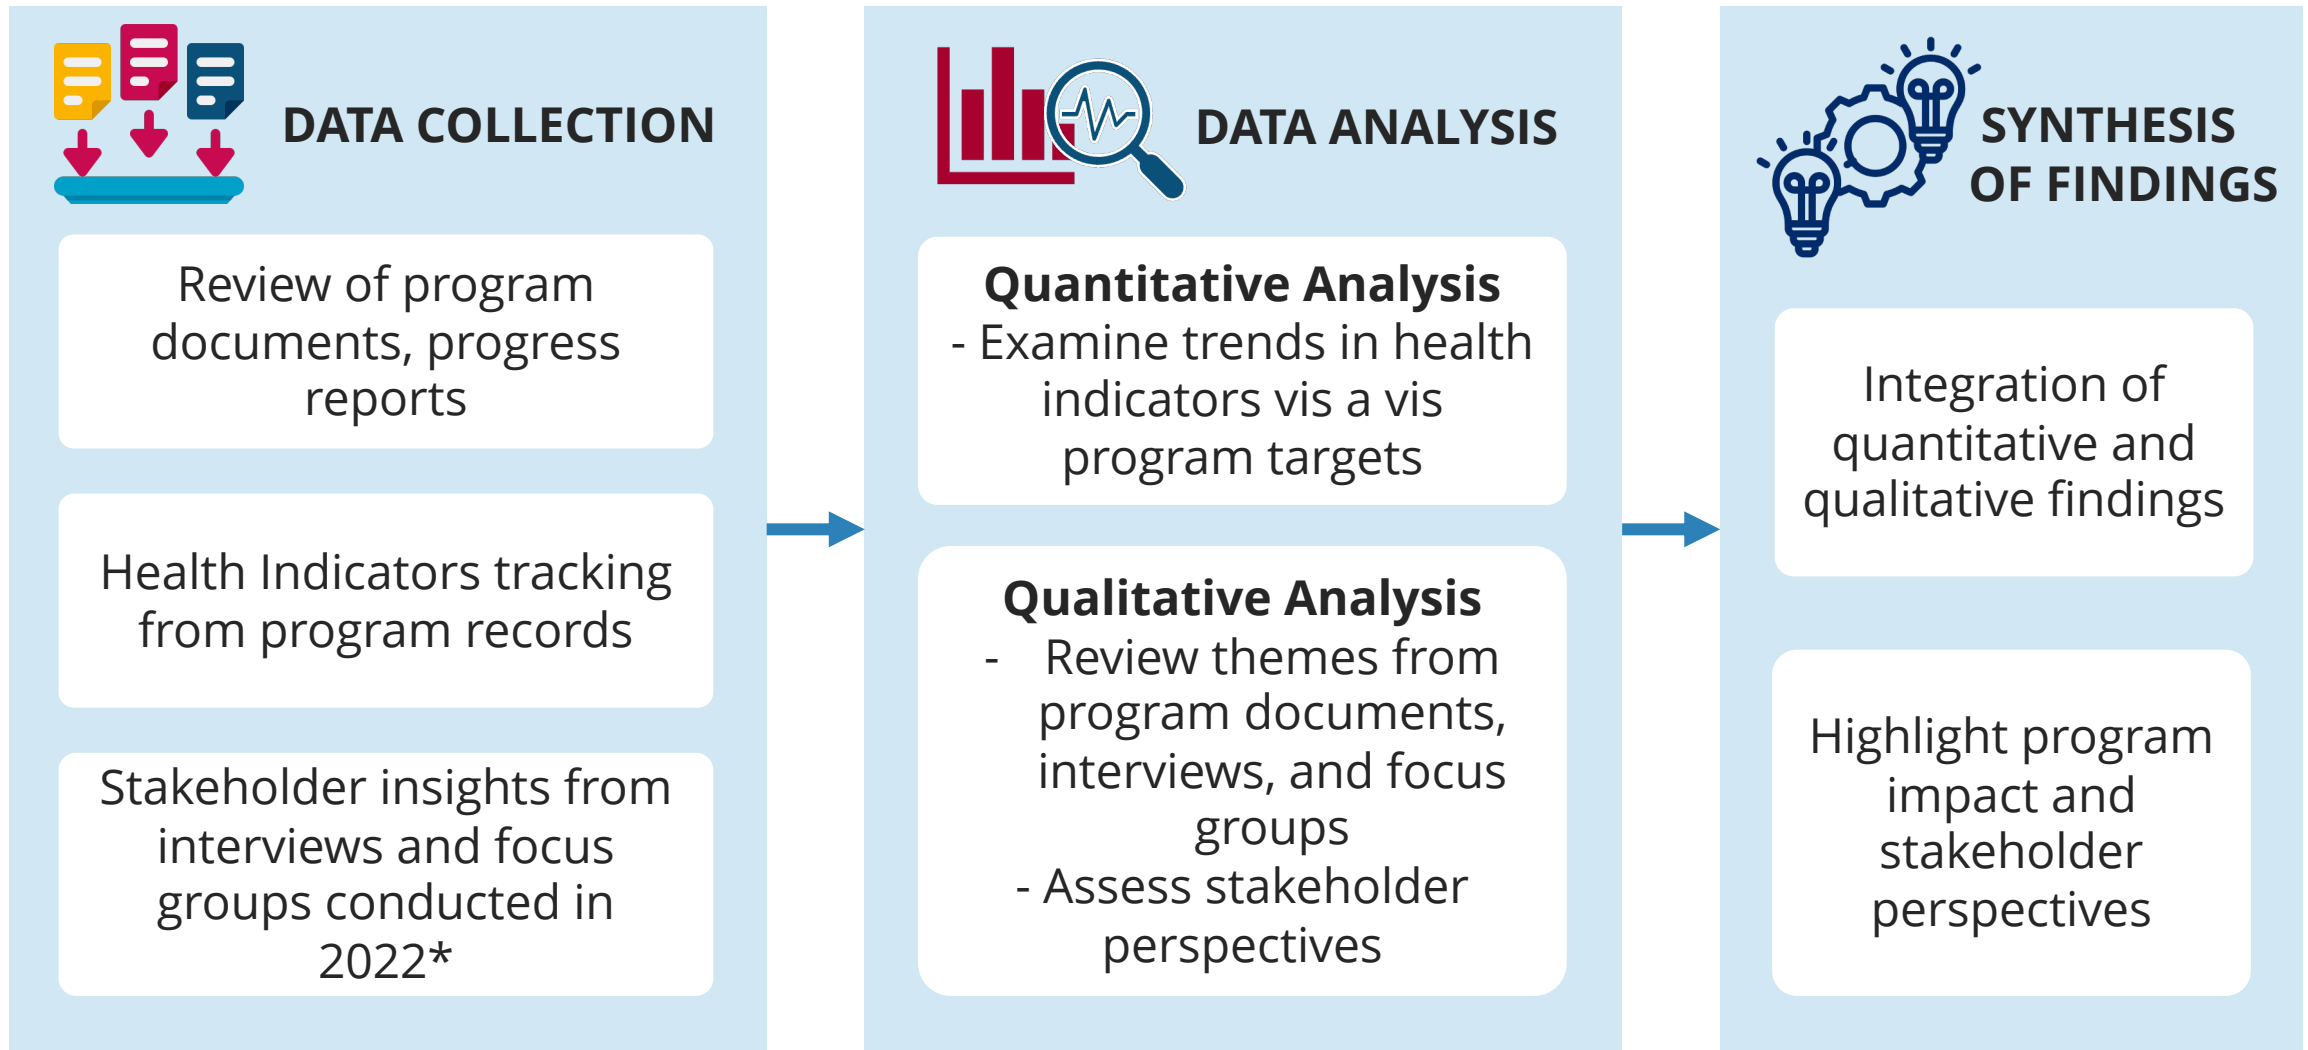 DATA COLLECTION
Review of program
documents, progress
reports
Health Indicators tracking
from program records
Stakeholder insights from
interviews and focus
groups conducted in
2022*
DATA ANALYSIS
Quantitative Analysis
- Examine trends in health
indicators vis a vis
program targets
Qualitative Analysis
- Review themes from
program documents,
interviews, and focus
groups
- Assess stakeholder
perspectives
SYNTHESIS
OF FINDINGS
Integration of
quantitative and
qualitative findings
Highlight program
impact and
stakeholder
perspectives